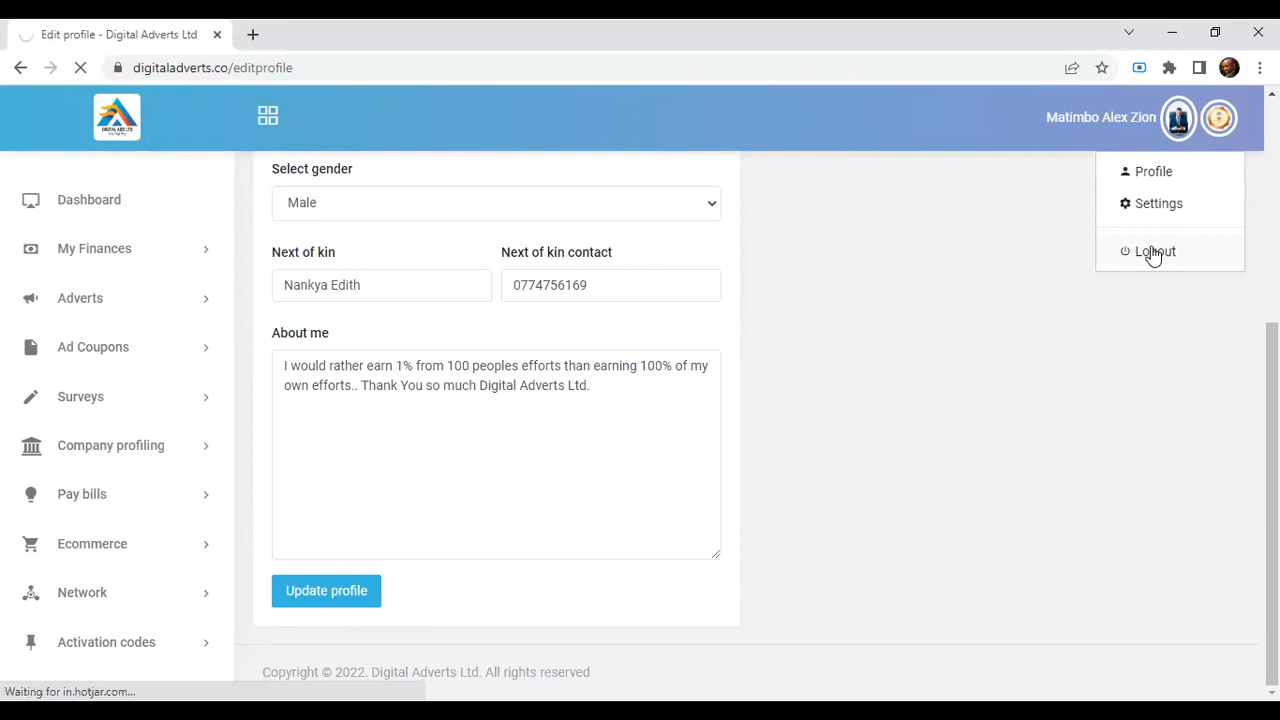 Edit profile - Digital Adverts Ltd
digitaladverts.co/editprofile
DIGITAL ADS LTD
Matimbo Alex Zion
Profile
Settings
Logout
Dashboard
My Finances
Adverts
Ad Coupons
Surveys
Company profiling
Pay bills
Ecommerce
Network
Activation codes
Select gender
Male
Next of kin
Next of kin contact
Nankya Edith
0774756169
About me
I would rather earn 1% from 100 peoples efforts than earning 100% of my
own efforts.. Thank You so much Digital Adverts Ltd.
Update profile
Copyright © 2022. Digital Adverts Ltd. All rights reserved
Waiting for in.hotjar.com...